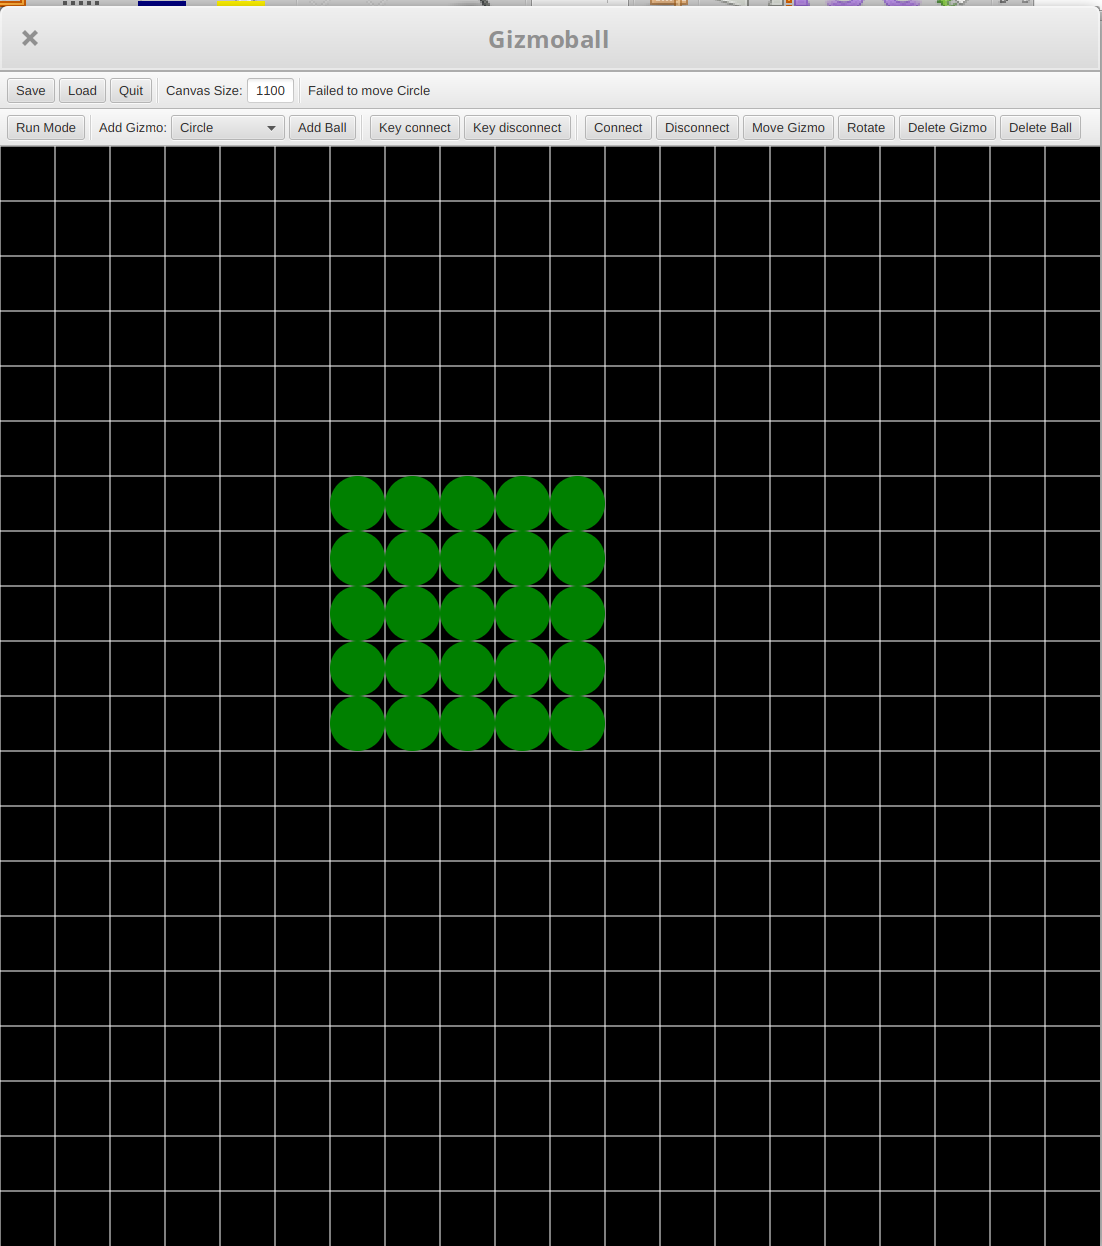 Gizmoball
Save Load Quit Canvas Size: 1100 Failed to move Circle
Run Mode Add Gizmo: Circle Add Ball Key connect Key disconnect Connect Disconnect Move Gizmo Rotate Delete Gizmo Delete Ball